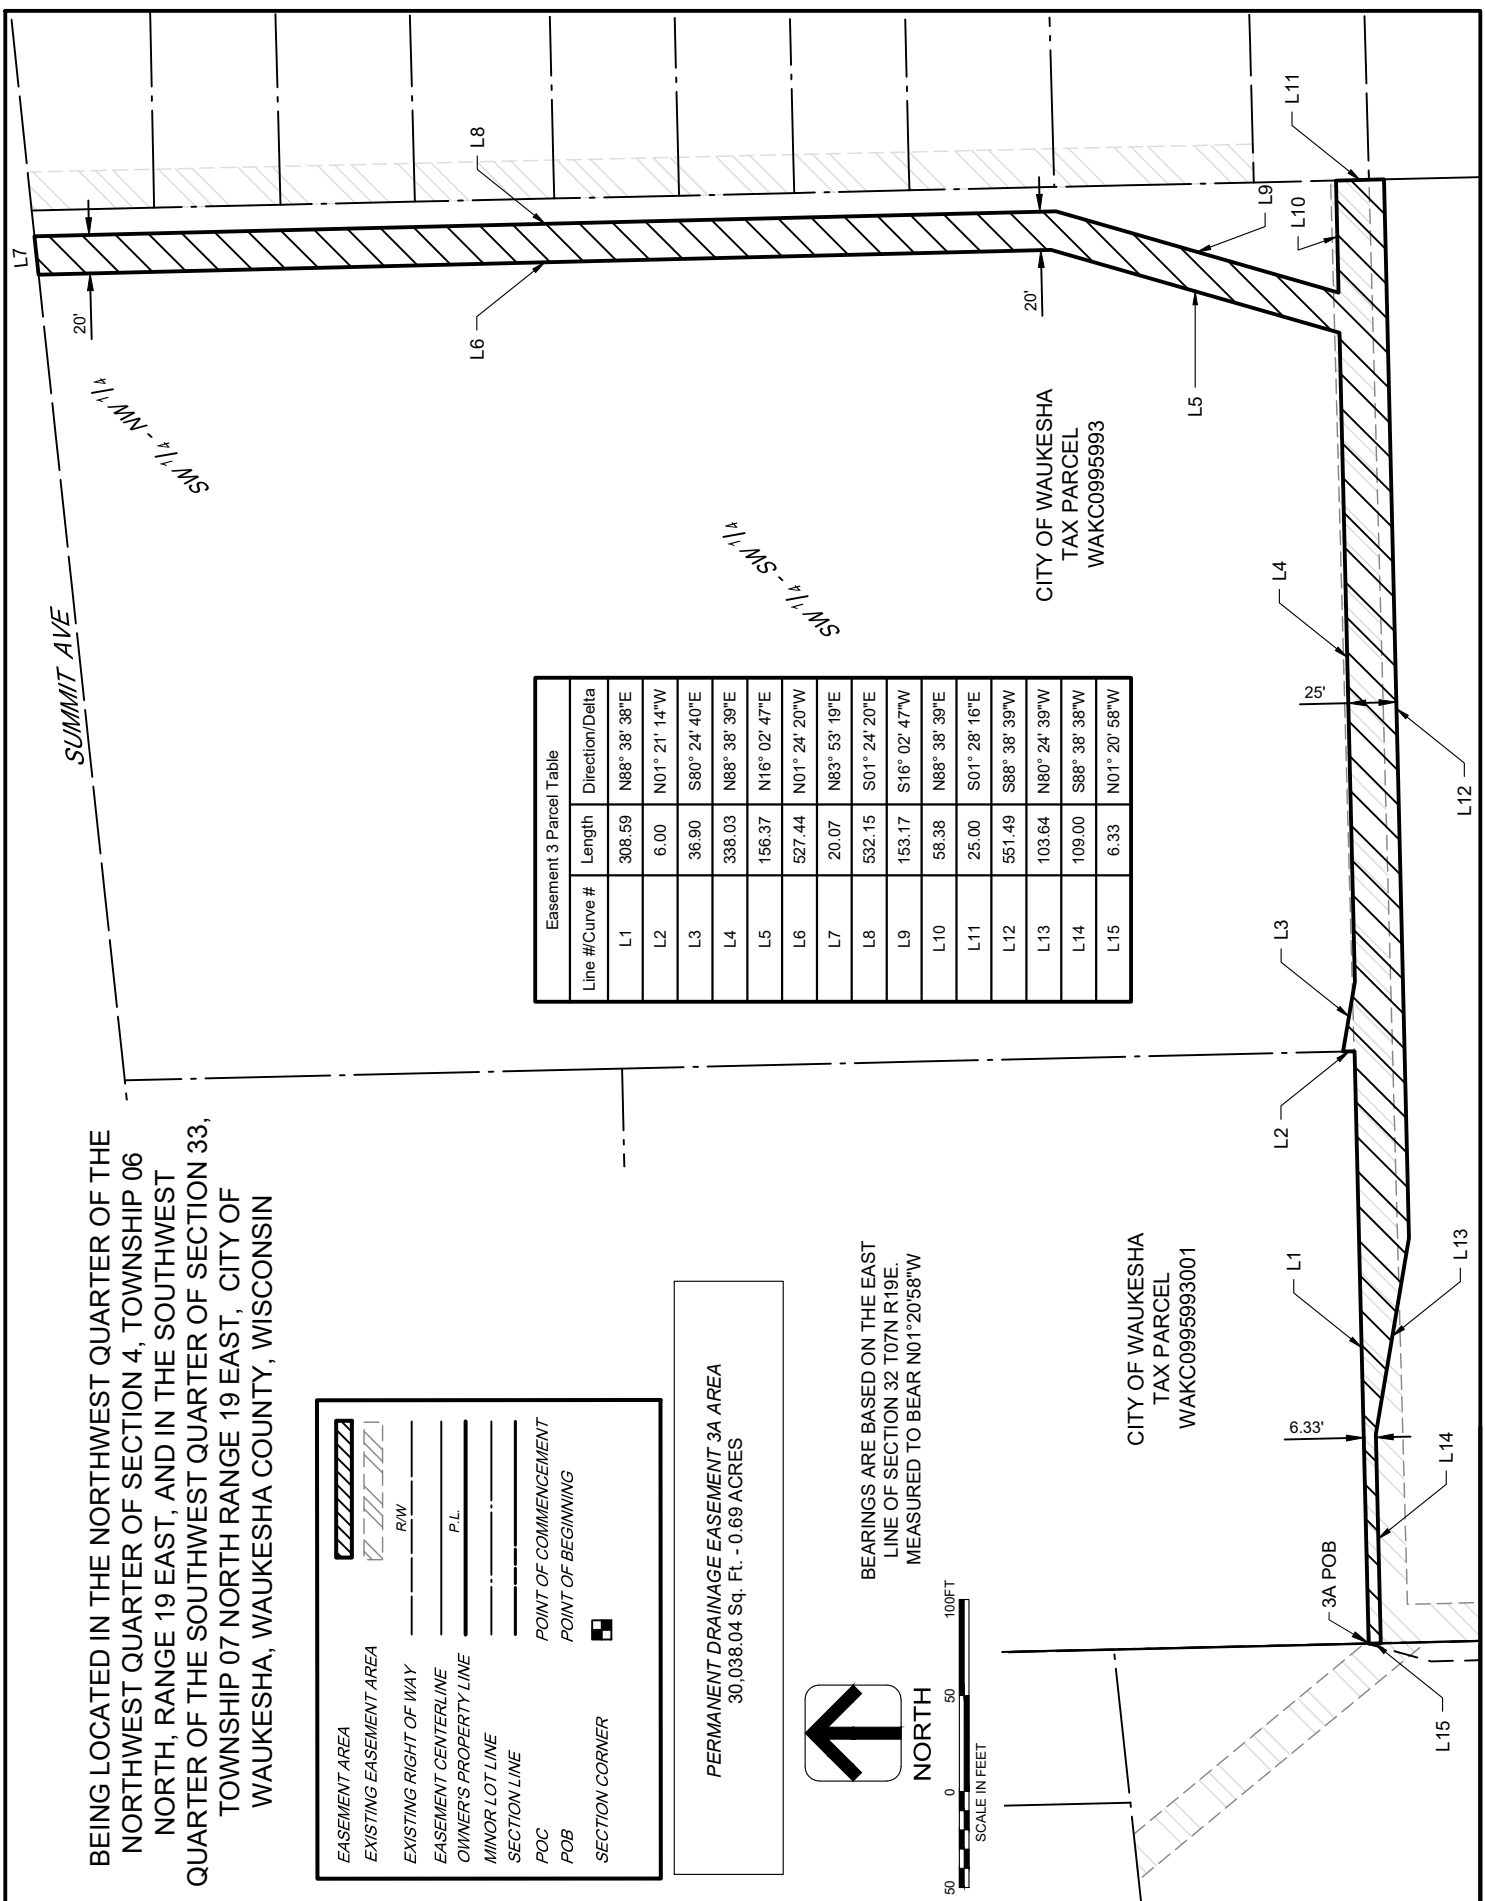 BEING LOCATED IN THE NORTHWEST QUARTER OF THE
NORTHWEST QUARTER OF SECTION 4, TOWNSHIP 06
NORTH, RANGE 19 EAST, AND IN THE SOUTHWEST
QUARTER OF THE SOUTHWEST QUARTER OF SECTION 33,
TOWNSHIP 07 NORTH RANGE 19 EAST, CITY OF
WAUKESHA, WAUKESHA COUNTY, WISCONSIN
SUMMIT AVE
L7
20'
SW 1/4 - NW 1/4
L6
L8
SW 1/4 - SW 1/4
EASEMENT AREA
EXISTING EASEMENT AREA
EXISTING RIGHT OF WAY R/W
EASEMENT CENTERLINE
OWNER'S PROPERTY LINE P.L.
MINOR LOT LINE
SECTION LINE
POC POINT OF COMMENCEMENT
POB POINT OF BEGINNING
SECTION CORNER
Easement 3 Parcel Table
Line #/Curve # Length Direction/Delta
L1 308.59 N88° 38' 38"E
L2 6.00 N01° 21' 14"W
L3 36.90 S80° 24' 40"E
L4 338.03 N88° 38' 39"E
L5 156.37 N16° 02' 47"E
L6 527.44 N01° 24' 20"W
L7 20.07 N83° 53' 19"E
L8 532.15 S01° 24' 20"E
L9 153.17 S16° 02' 47"W
L10 58.38 N88° 38' 39"E
L11 25.00 S01° 28' 16"E
L12 551.49 S88° 38' 39"W
L13 103.64 N80° 24' 39"W
L14 109.00 S88° 38' 38"W
L15 6.33 N01° 20' 58"W
PERMANENT DRAINAGE EASEMENT 3A AREA
30,038.04 Sq. Ft. - 0.69 ACRES
NORTH
50 0 50 100FT
SCALE IN FEET
BEARINGS ARE BASED ON THE EAST
LINE OF SECTION 32 T07N R19E.
MEASURED TO BEAR N01°20'58"W
20'
CITY OF WAUKESHA
TAX PARCEL
WAKC0995993
CITY OF WAUKESHA
TAX PARCEL
WAKC0995993001
L5
L9
L10
L11
3A POB
6.33'
L1
L2
L3
L4
25'
L15
L14
L13
L12